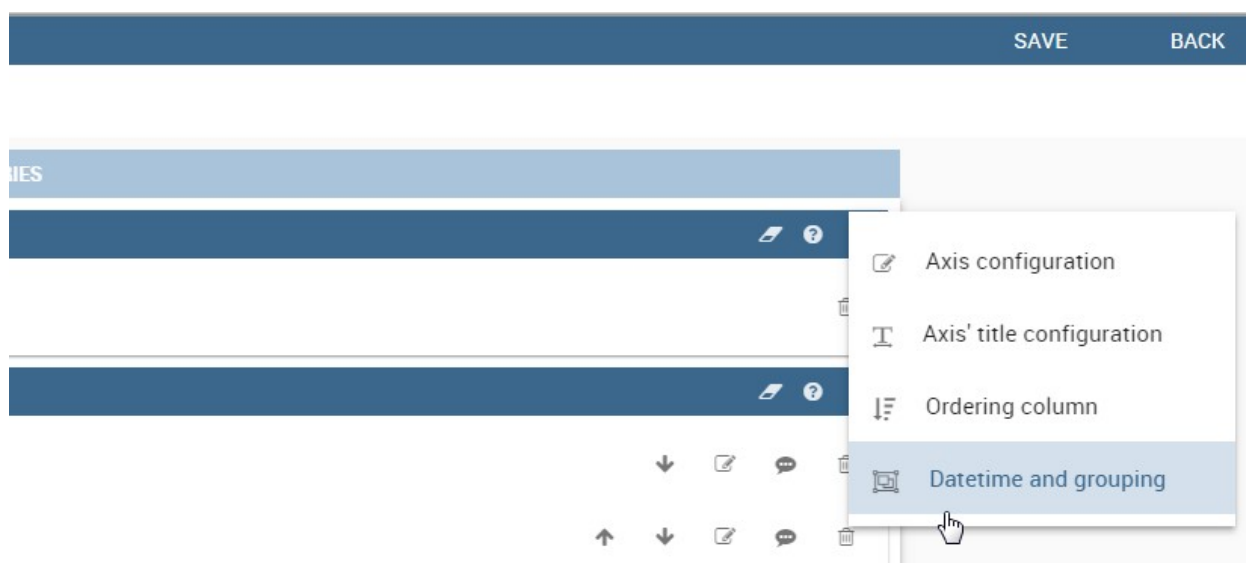 SAVE BACK
RIES
Axis configuration
Axis' title configuration
Ordering column
Datetime and grouping